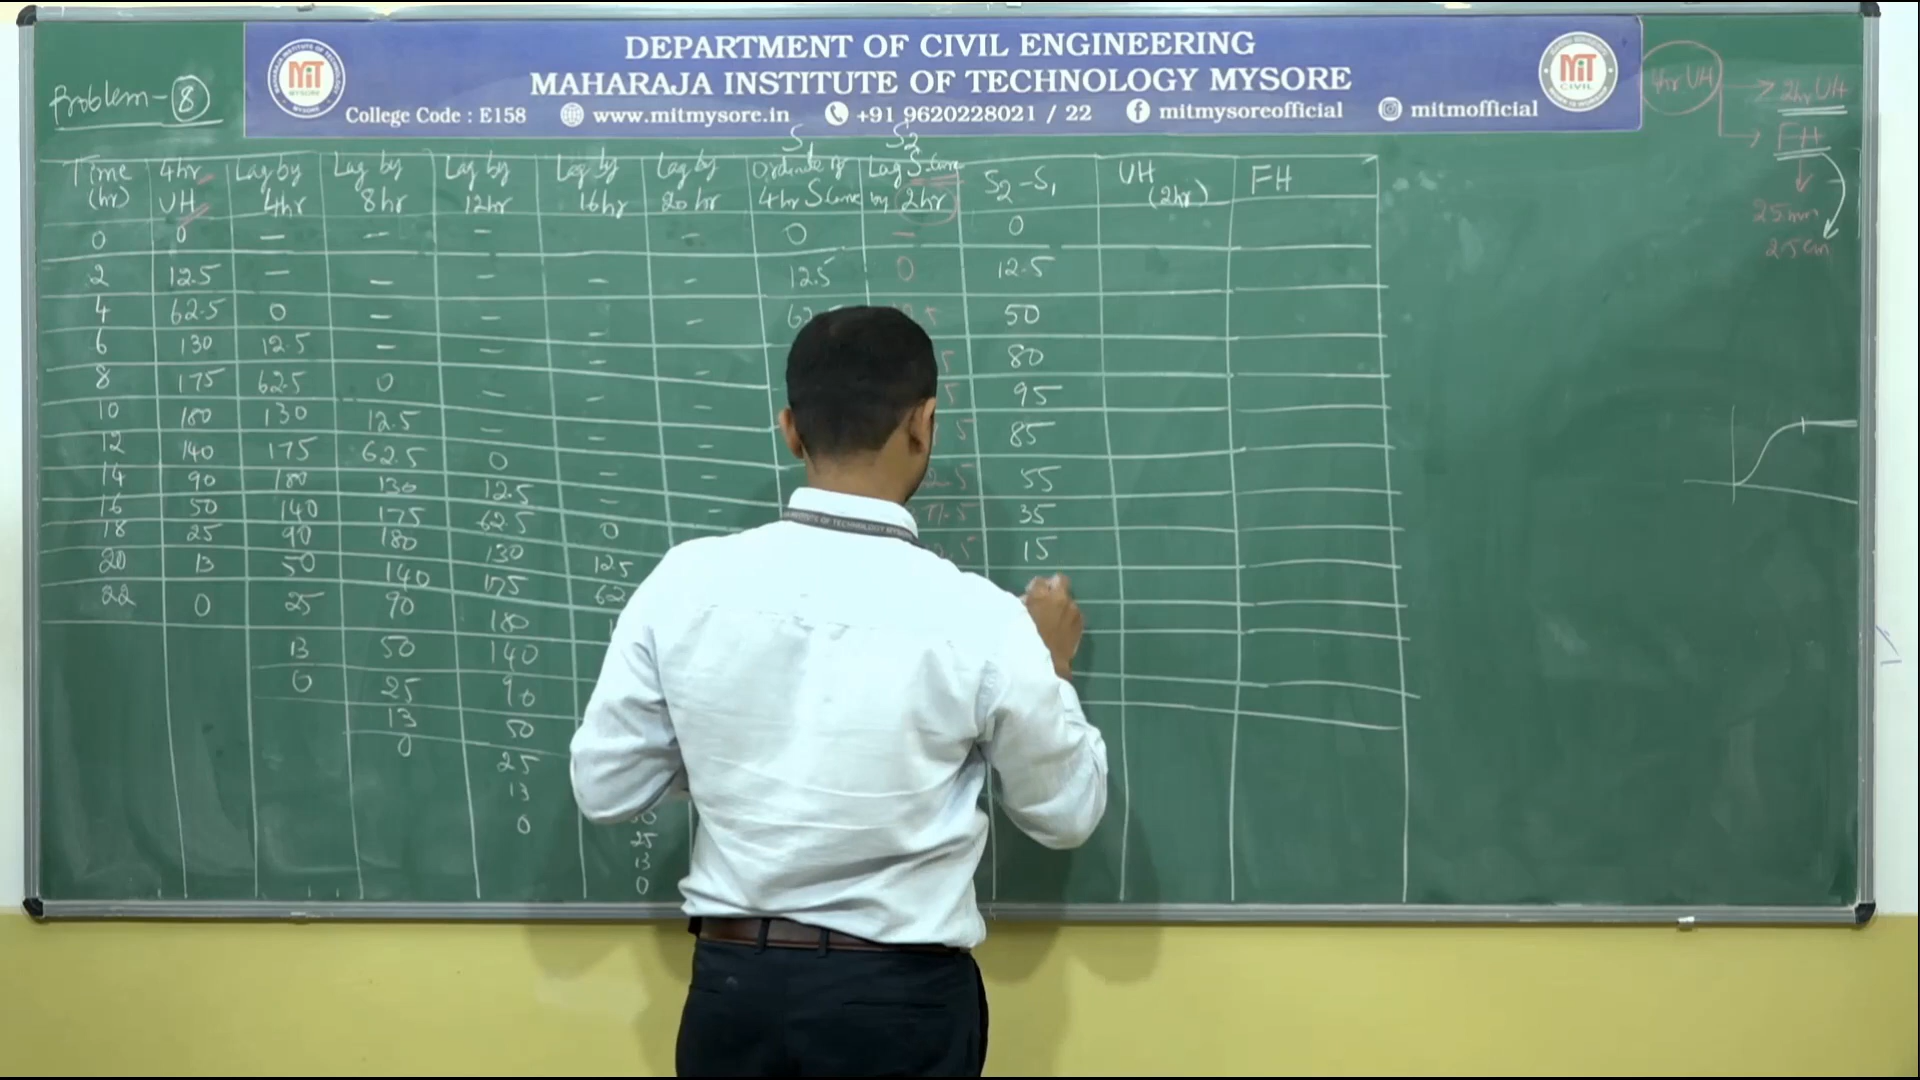 DEPARTMENT OF CIVIL ENGINEERING
MAHARAJA INSTITUTE OF TECHNOLOGY MYSORE
College Code : E158 www.mitmysore.in +91 9620228021 / 22 mitmysoreofficial mitmofficial
MiT MYSORE
MiT CIVIL
Problem - 8
4hr UH → 2hr UH
→ FH
25mm
2.5cm
S1 S2
Time (hr) 4hr UH Lag by 4hr Lag by 8hr Lag by 12hr Lag by 16hr Lag by 20hr Ordinate of 4hr S Curve Lag S Curve by 2hr S2-S1 UH (2hr) FH
0 0 - - - - - 0 - 0
2 12.5 - - - - - 12.5 0 12.5
4 62.5 0 - - - - 50
6 130 12.5 - - - - 80
8 175 62.5 0 - - - 95
10 180 130 12.5 - - - 85
12 140 175 62.5 0 - - 55
14 90 180 130 12.5 - - 35
16 50 140 175 62.5 0 15
18 25 90 180 130 12.5
20 13 50 140 175
22 0 25 90 180
13 50 140
0 25 90
13 50
0 25
13
0
25
13
0